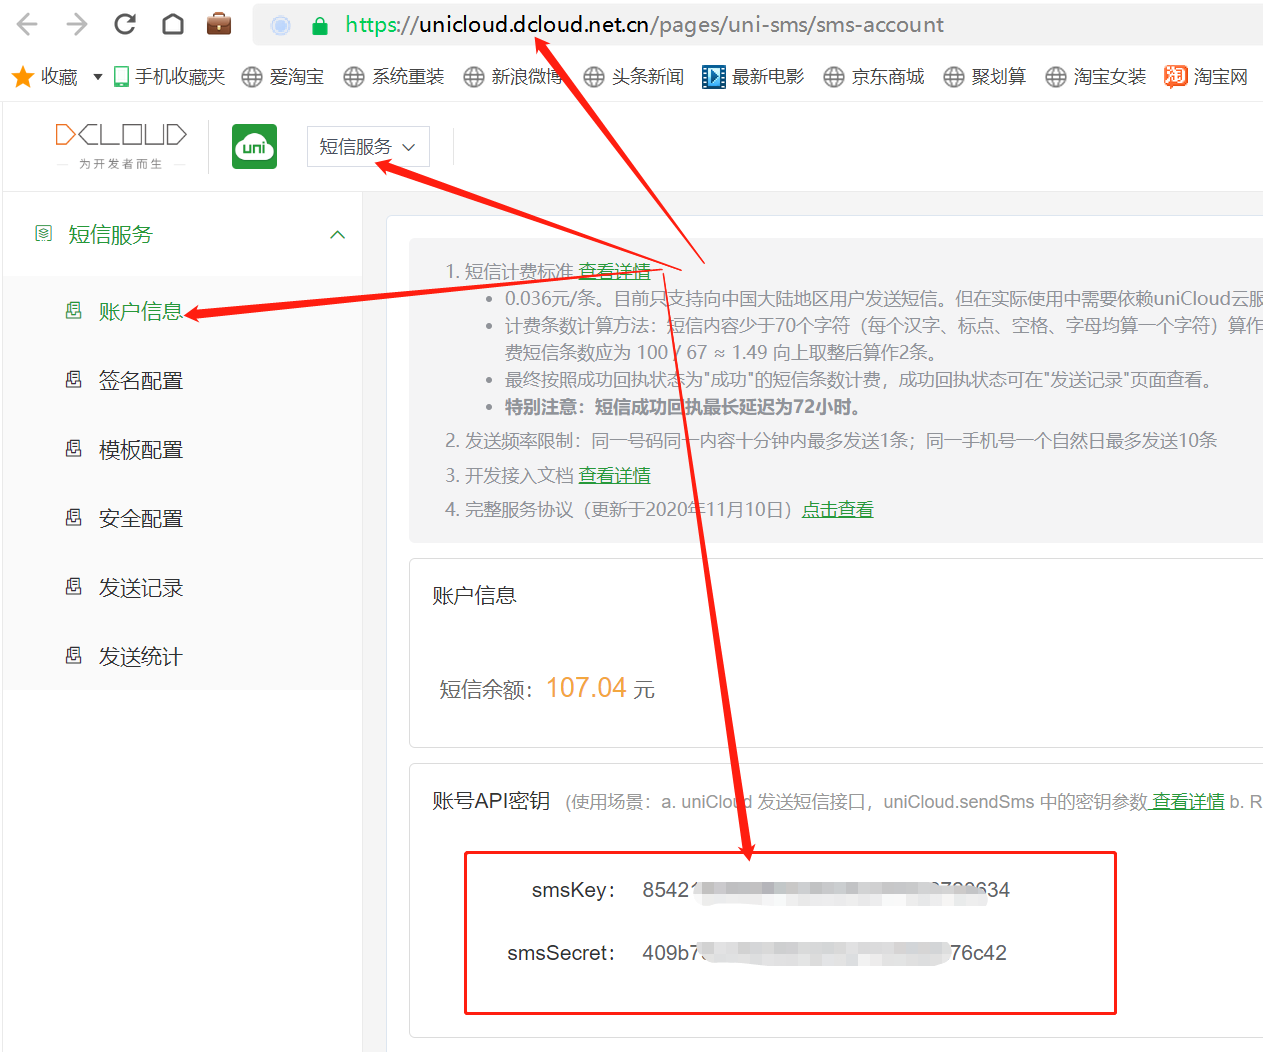 https://unicloud.dcloud.net.cn/pages/uni-sms/sms-account
收藏 手机收藏夹 爱淘宝 系统重装 新浪微博 头条新闻 最新电影 京东商城 聚划算 淘宝女装 淘 淘宝网
DCLOUD
为开发者而生
uni
短信服务
短信服务
账户信息
签名配置
模板配置
安全配置
发送记录
发送统计
1. 短信计费标准 查看详情
0.036元/条。目前只支持向中国大陆地区用户发送短信。但在实际使用中需要依赖uniCloud云服
计费条数计算方法：短信内容少于70个字符（每个汉字、标点、空格、字母均算一个字符）算作
费短信条数应为 100 / 67 ≈ 1.49 向上取整后算作2条。
最终按照成功回执状态为"成功"的短信条数计费，成功回执状态可在"发送记录"页面查看。
特别注意：短信成功回执最长延迟为72小时。
2. 发送频率限制：同一号码同一内容十分钟内最多发送1条；同一手机号一个自然日最多发送10条
3. 开发接入文档 查看详情
4. 完整服务协议（更新于2020年11月10日）点击查看
账户信息
短信余额：107.04 元
账号API密钥 （使用场景：a. uniCloud 发送短信接口，uniCloud.sendSms 中的密钥参数 查看详情 b. R
smsKey： 8542 634
smsSecret： 409b7 76c42